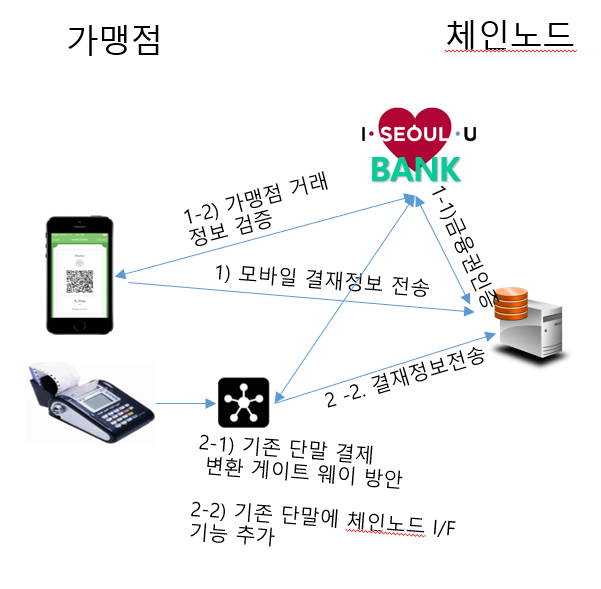 가맹점
체인노드
I·SEOUL·U
BANK
1-2) 가맹점 거래
정보 검증
1-1)금융권인증
1) 모바일 결재정보 전송
2 -2. 결재정보전송
2-1) 기존 단말 결제
변환 게이트 웨이 방안
2-2) 기존 단말에 체인노드 I/F
기능 추가